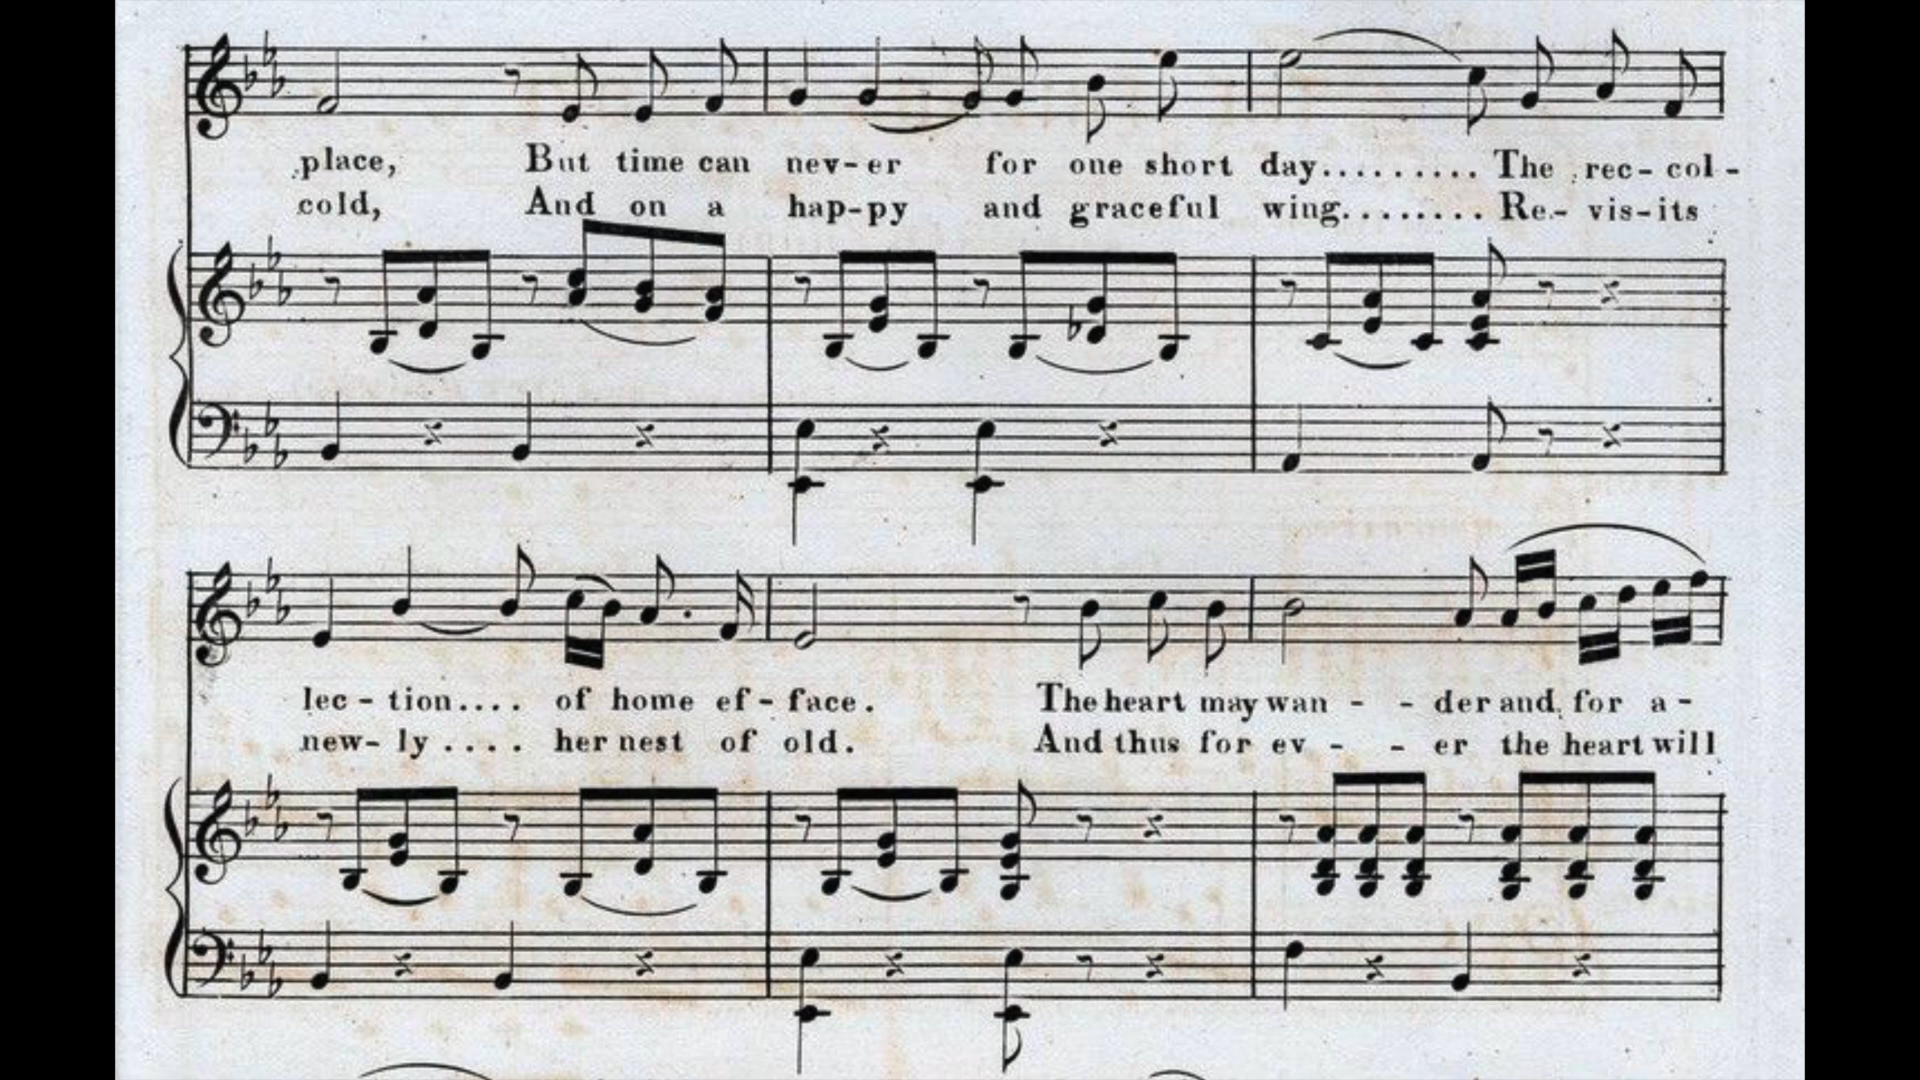 place, But time can nev-er for one short day......... The rec-col-
cold, And on a hap-py and graceful wing........ Re-vis-its
lec-tion.... of home ef-face. The heart may wan - - der and, for a-
new-ly .... her nest of old. And thus for ev - - er the heart will